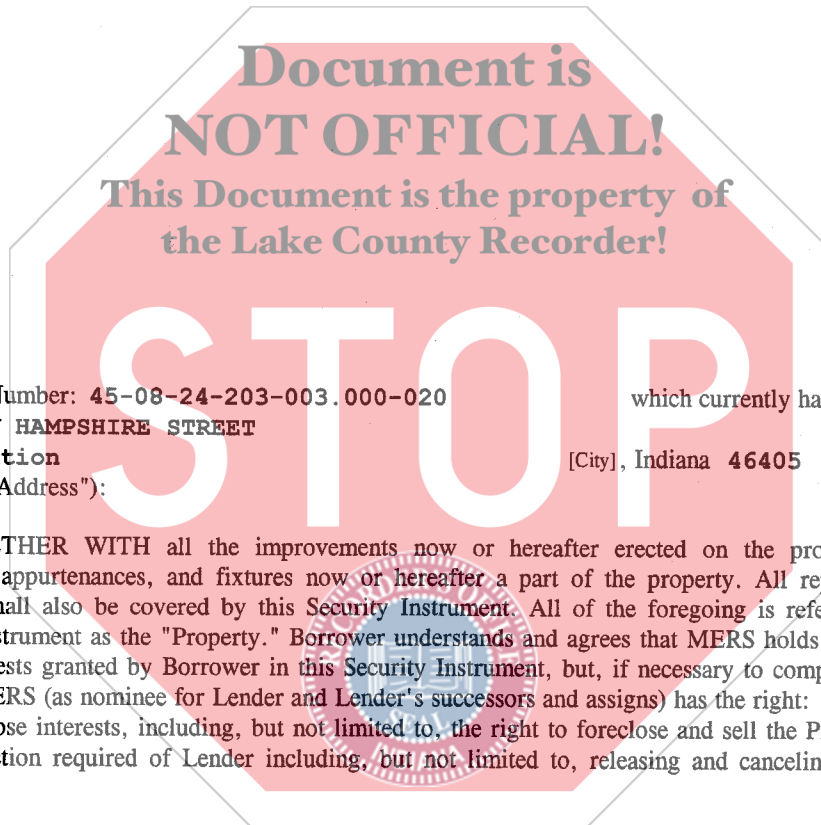 Document is
NOT OFFICIAL!
This Document is the property of
the Lake County Recorder!
STOP
Number: 45-08-24-203-003.000-020 which currently ha
HAMPSHIRE STREET
tion [City], Indiana 46405
Address"):
THER WITH all the improvements now or hereafter erected on the pro
appurtenances, and fixtures now or hereafter a part of the property. All re
hall also be covered by this Security Instrument. All of the foregoing is refe
strument as the "Property." Borrower understands and agrees that MERS holds
ests granted by Borrower in this Security Instrument, but, if necessary to comp
ERS (as nominee for Lender and Lender's successors and assigns) has the right:
ose interests, including, but not limited to, the right to foreclose and sell the P
tion required of Lender including, but not limited to, releasing and cancelin
SEAL